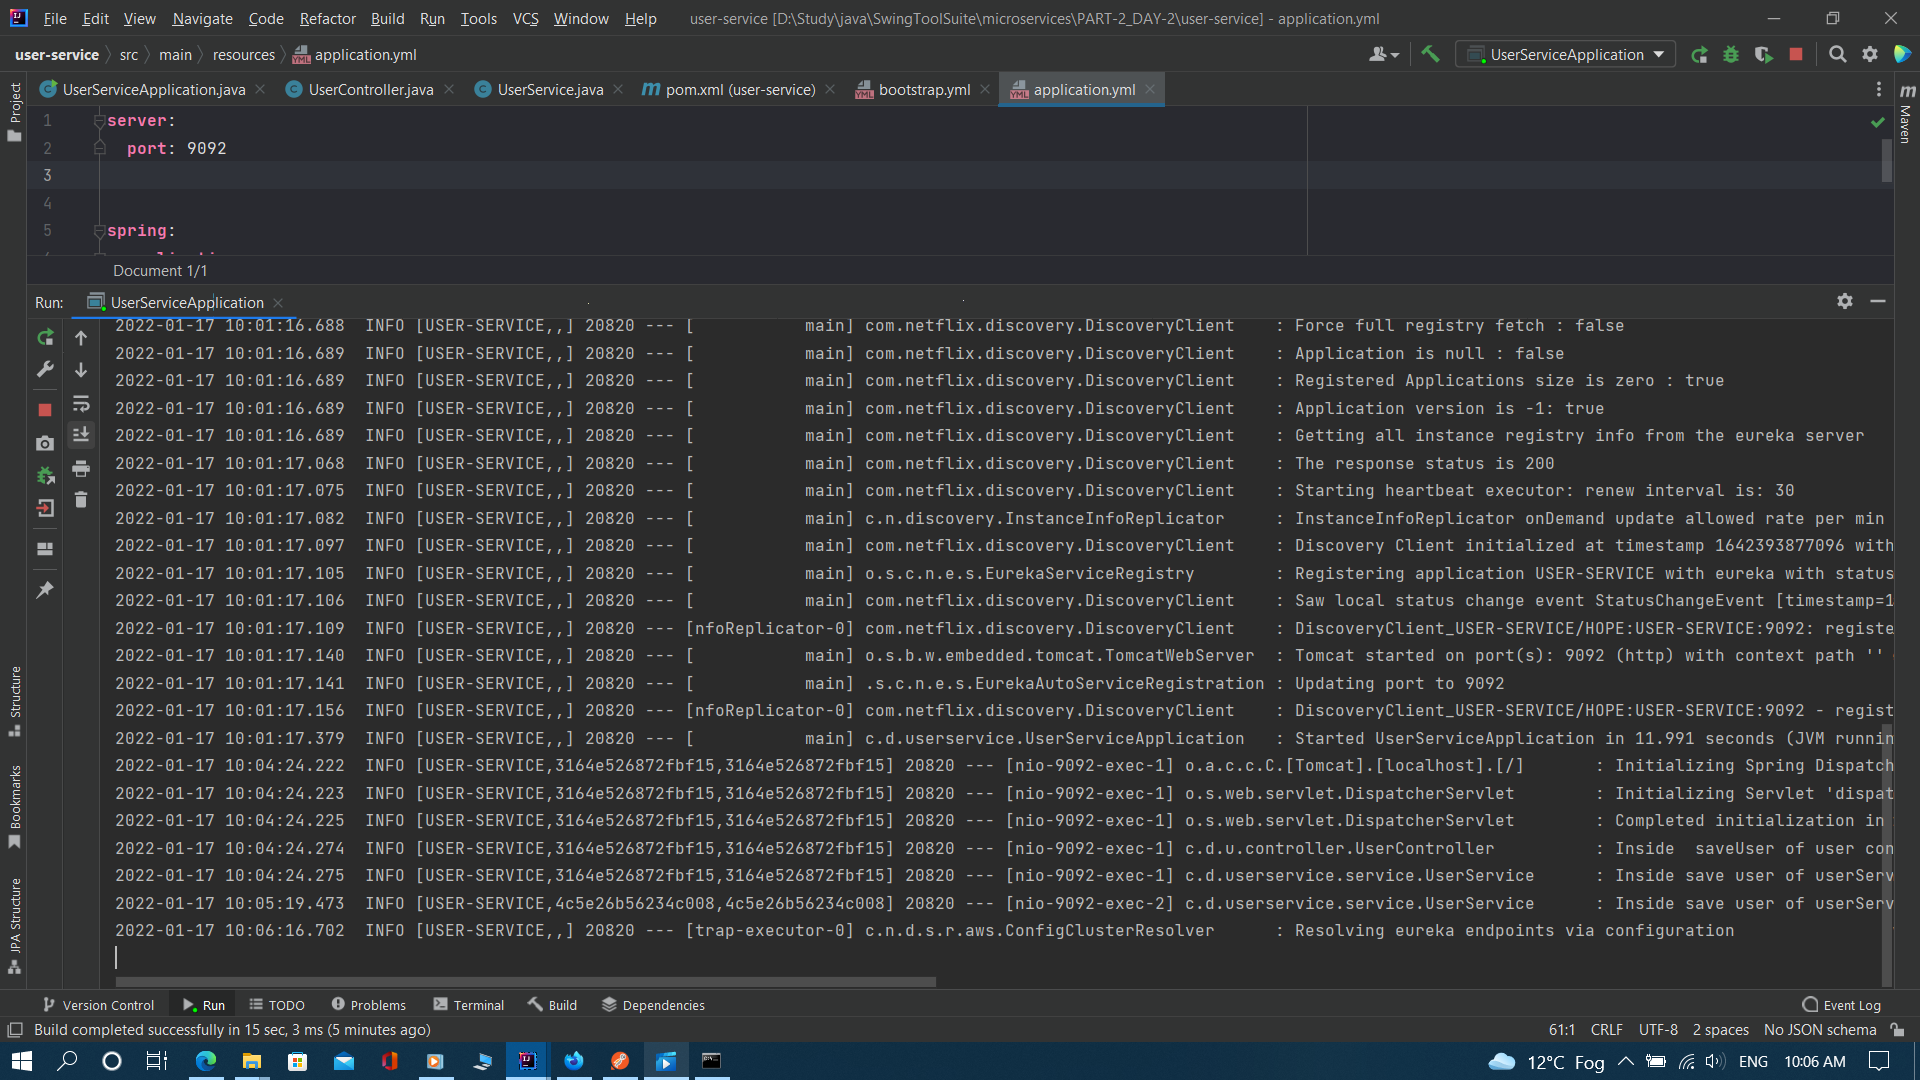 File Edit View Navigate Code Refactor Build Run Tools VCS Window Help user-service [D:\Study\java\SwingToolSuite\microservices\PART-2_DAY-2\user-service] - application.yml
user-service src main resources application.yml UserServiceApplication
UserServiceApplication.java UserController.java UserService.java pom.xml (user-service) bootstrap.yml application.yml
Project
Maven
1 server:
2 port: 9092
3
4
5 spring:
Document 1/1
Run: UserServiceApplication
2022-01-17 10:01:16.688 INFO [USER-SERVICE,,] 20820 --- [ main] com.netflix.discovery.DiscoveryClient : Force full registry fetch : false
2022-01-17 10:01:16.689 INFO [USER-SERVICE,,] 20820 --- [ main] com.netflix.discovery.DiscoveryClient : Application is null : false
2022-01-17 10:01:16.689 INFO [USER-SERVICE,,] 20820 --- [ main] com.netflix.discovery.DiscoveryClient : Registered Applications size is zero : true
2022-01-17 10:01:16.689 INFO [USER-SERVICE,,] 20820 --- [ main] com.netflix.discovery.DiscoveryClient : Application version is -1: true
2022-01-17 10:01:16.689 INFO [USER-SERVICE,,] 20820 --- [ main] com.netflix.discovery.DiscoveryClient : Getting all instance registry info from the eureka server
2022-01-17 10:01:17.068 INFO [USER-SERVICE,,] 20820 --- [ main] com.netflix.discovery.DiscoveryClient : The response status is 200
2022-01-17 10:01:17.075 INFO [USER-SERVICE,,] 20820 --- [ main] com.netflix.discovery.DiscoveryClient : Starting heartbeat executor: renew interval is: 30
2022-01-17 10:01:17.082 INFO [USER-SERVICE,,] 20820 --- [ main] c.n.discovery.InstanceInfoReplicator : InstanceInfoReplicator onDemand update allowed rate per min
2022-01-17 10:01:17.097 INFO [USER-SERVICE,,] 20820 --- [ main] com.netflix.discovery.DiscoveryClient : Discovery Client initialized at timestamp 1642393877096 with
2022-01-17 10:01:17.105 INFO [USER-SERVICE,,] 20820 --- [ main] o.s.c.n.e.s.EurekaServiceRegistry : Registering application USER-SERVICE with eureka with status
2022-01-17 10:01:17.106 INFO [USER-SERVICE,,] 20820 --- [ main] com.netflix.discovery.DiscoveryClient : Saw local status change event StatusChangeEvent [timestamp=1
2022-01-17 10:01:17.109 INFO [USER-SERVICE,,] 20820 --- [nfoReplicator-0] com.netflix.discovery.DiscoveryClient : DiscoveryClient_USER-SERVICE/HOPE:USER-SERVICE:9092: registe
2022-01-17 10:01:17.140 INFO [USER-SERVICE,,] 20820 --- [ main] o.s.b.w.embedded.tomcat.TomcatWebServer : Tomcat started on port(s): 9092 (http) with context path ''
2022-01-17 10:01:17.141 INFO [USER-SERVICE,,] 20820 --- [ main] .s.c.n.e.s.EurekaAutoServiceRegistration : Updating port to 9092
2022-01-17 10:01:17.156 INFO [USER-SERVICE,,] 20820 --- [nfoReplicator-0] com.netflix.discovery.DiscoveryClient : DiscoveryClient_USER-SERVICE/HOPE:USER-SERVICE:9092 - regist
2022-01-17 10:01:17.379 INFO [USER-SERVICE,,] 20820 --- [ main] c.d.userservice.UserServiceApplication : Started UserServiceApplication in 11.991 seconds (JVM runnin
2022-01-17 10:04:24.222 INFO [USER-SERVICE,3164e526872fbf15,3164e526872fbf15] 20820 --- [nio-9092-exec-1] o.a.c.c.C.[Tomcat].[localhost].[/] : Initializing Spring Dispatch
2022-01-17 10:04:24.223 INFO [USER-SERVICE,3164e526872fbf15,3164e526872fbf15] 20820 --- [nio-9092-exec-1] o.s.web.servlet.DispatcherServlet : Initializing Servlet 'dispat
2022-01-17 10:04:24.225 INFO [USER-SERVICE,3164e526872fbf15,3164e526872fbf15] 20820 --- [nio-9092-exec-1] o.s.web.servlet.DispatcherServlet : Completed initialization in
2022-01-17 10:04:24.274 INFO [USER-SERVICE,3164e526872fbf15,3164e526872fbf15] 20820 --- [nio-9092-exec-1] c.d.u.controller.UserController : Inside saveUser of user con
2022-01-17 10:04:24.275 INFO [USER-SERVICE,3164e526872fbf15,3164e526872fbf15] 20820 --- [nio-9092-exec-1] c.d.userservice.service.UserService : Inside save user of userServ
2022-01-17 10:05:19.473 INFO [USER-SERVICE,4c5e26b56234c008,4c5e26b56234c008] 20820 --- [nio-9092-exec-2] c.d.userservice.service.UserService : Inside save user of userServ
2022-01-17 10:06:16.702 INFO [USER-SERVICE,,] 20820 --- [trap-executor-0] c.n.d.s.r.aws.ConfigClusterResolver : Resolving eureka endpoints via configuration
Structure
Bookmarks
JPA Structure
Version Control Run TODO Problems Terminal Build Dependencies Event Log
Build completed successfully in 15 sec, 3 ms (5 minutes ago) 61:1 CRLF UTF-8 2 spaces No JSON schema
12°C Fog ENG 10:06 AM